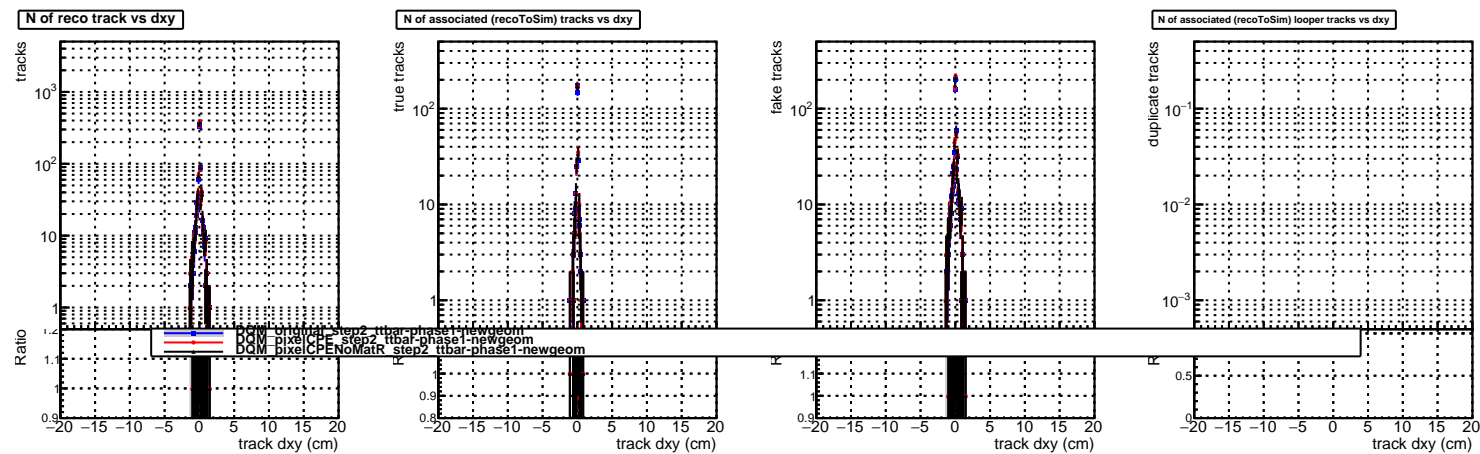 N of reco track vs dxy
tracks
10³
10²
10
1
Ratio
1.2
1.1
1
0.9
−20 −15 −10 −5 0 5 10 15 20
track dxy (cm)
N of associated (recoToSim) tracks vs dxy
true tracks
10²
10
1
1
0.9
0.8
−20 −15 −10 −5 0 5 10 15 20
track dxy (cm)
fake tracks
10²
10
1
1
−20 −15 −10 −5 0 5 10 15 20
track dxy (cm)
N of associated (recoToSim) looper tracks vs dxy
duplicate tracks
10⁻¹
10⁻²
10⁻³
0.5
0
−20 −15 −10 −5 0 5 10 15 20
track dxy (cm)
DQM_original_step2_ttbar-phase1-newgeom
DQM_pixelCPE_step2_ttbar-phase1-newgeom
DQM_pixelCPENoMatR_step2_ttbar-phase1-newgeom